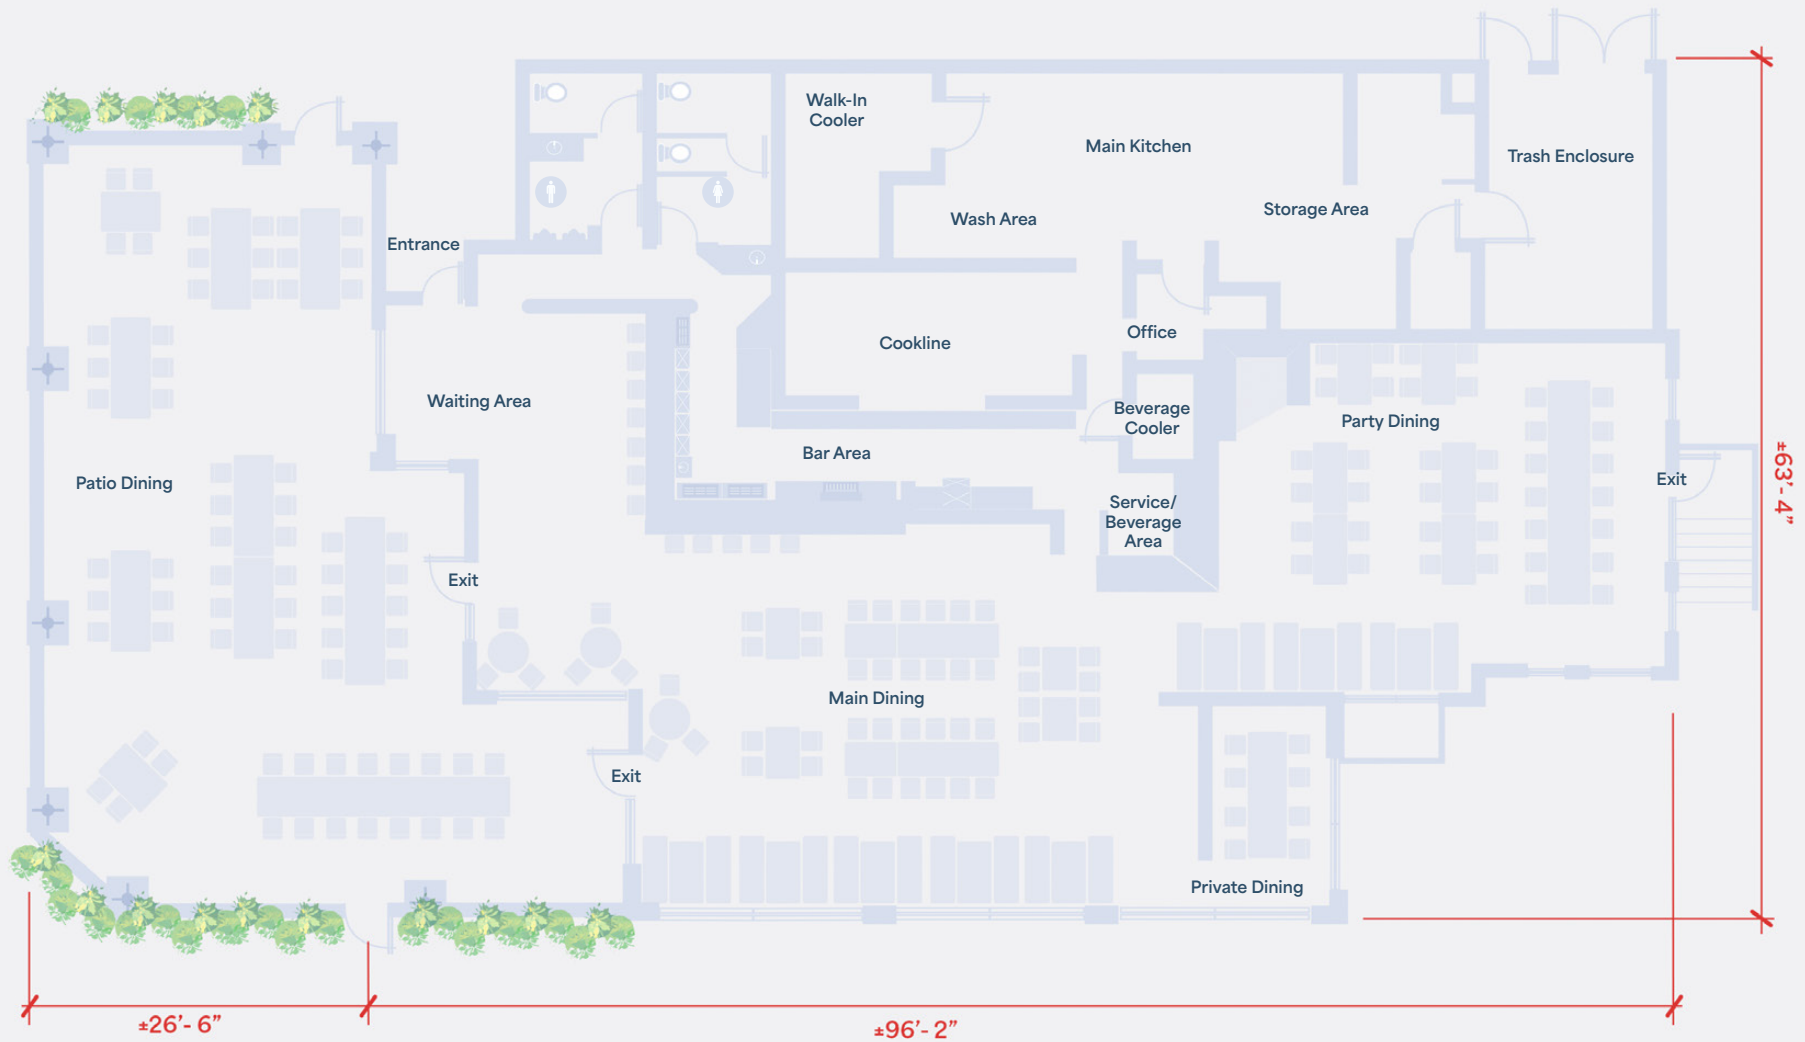 Walk-In
Cooler
Main Kitchen
Trash Enclosure
Wash Area
Storage Area
Entrance
Office
Cookline
Waiting Area
Beverage
Cooler
Party Dining
Bar Area
Patio Dining
Exit
±63'- 4"
Service/
Beverage
Area
Exit
Main Dining
Exit
Private Dining
±26'- 6"
±96'- 2"